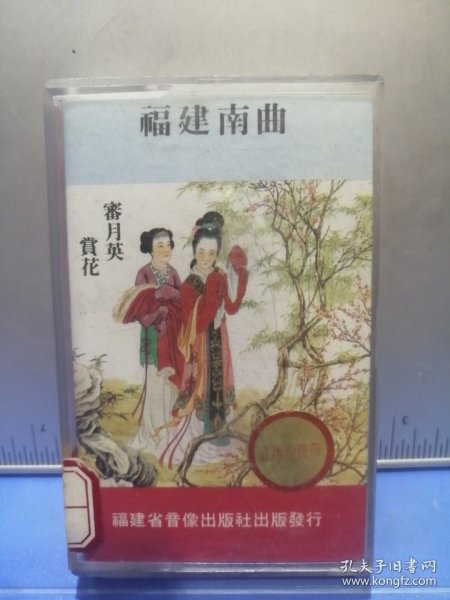 福建南曲
審月英
賞花
福建省音像出版社出版發行
孔夫子旧书网
www.kongfz.com